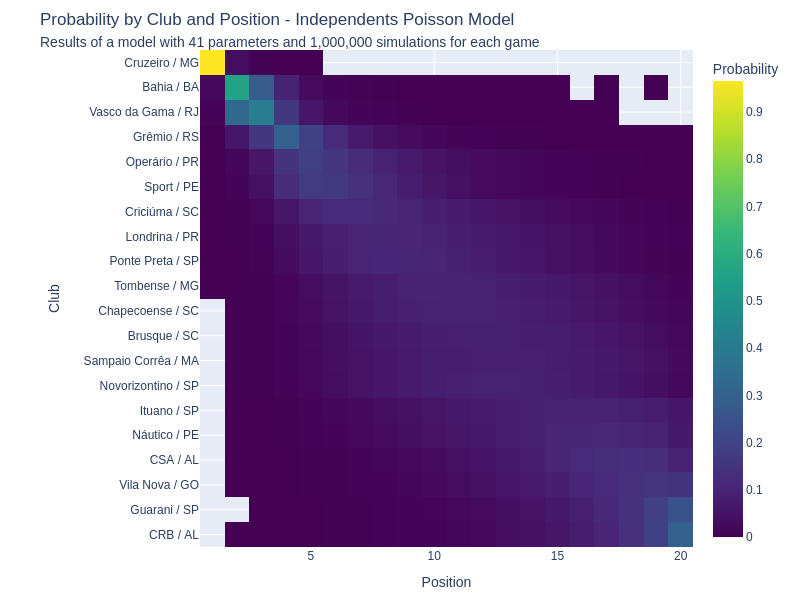 Probability by Club and Position - Independents Poisson Model
Results of a model with 41 parameters and 1,000,000 simulations for each game
Probability
Club
Cruzeiro / MG
Bahia / BA
Vasco da Gama / RJ
Grêmio / RS
Operário / PR
Sport / PE
Criciúma / SC
Londrina / PR
Ponte Preta / SP
Tombense / MG
Chapecoense / SC
Brusque / SC
Sampaio Corrêa / MA
Novorizontino / SP
Ituano / SP
Náutico / PE
CSA / AL
Vila Nova / GO
Guarani / SP
CRB / AL
0.9
0.8
0.7
0.6
0.5
0.4
0.3
0.2
0.1
0
5 10 15 20
Position